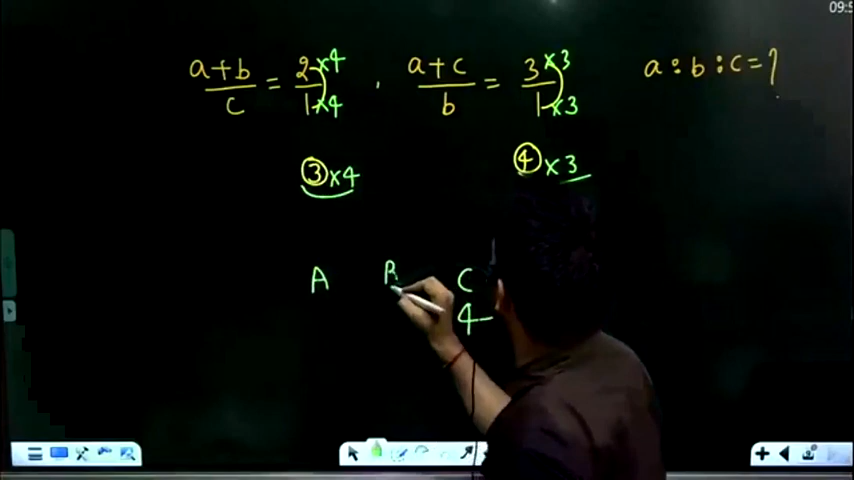 09:5
(a+b)/c = 2×4/1×4 , (a+c)/b = 3×3/1×3 a:b:c=?
3×4 4×3
A B C
4